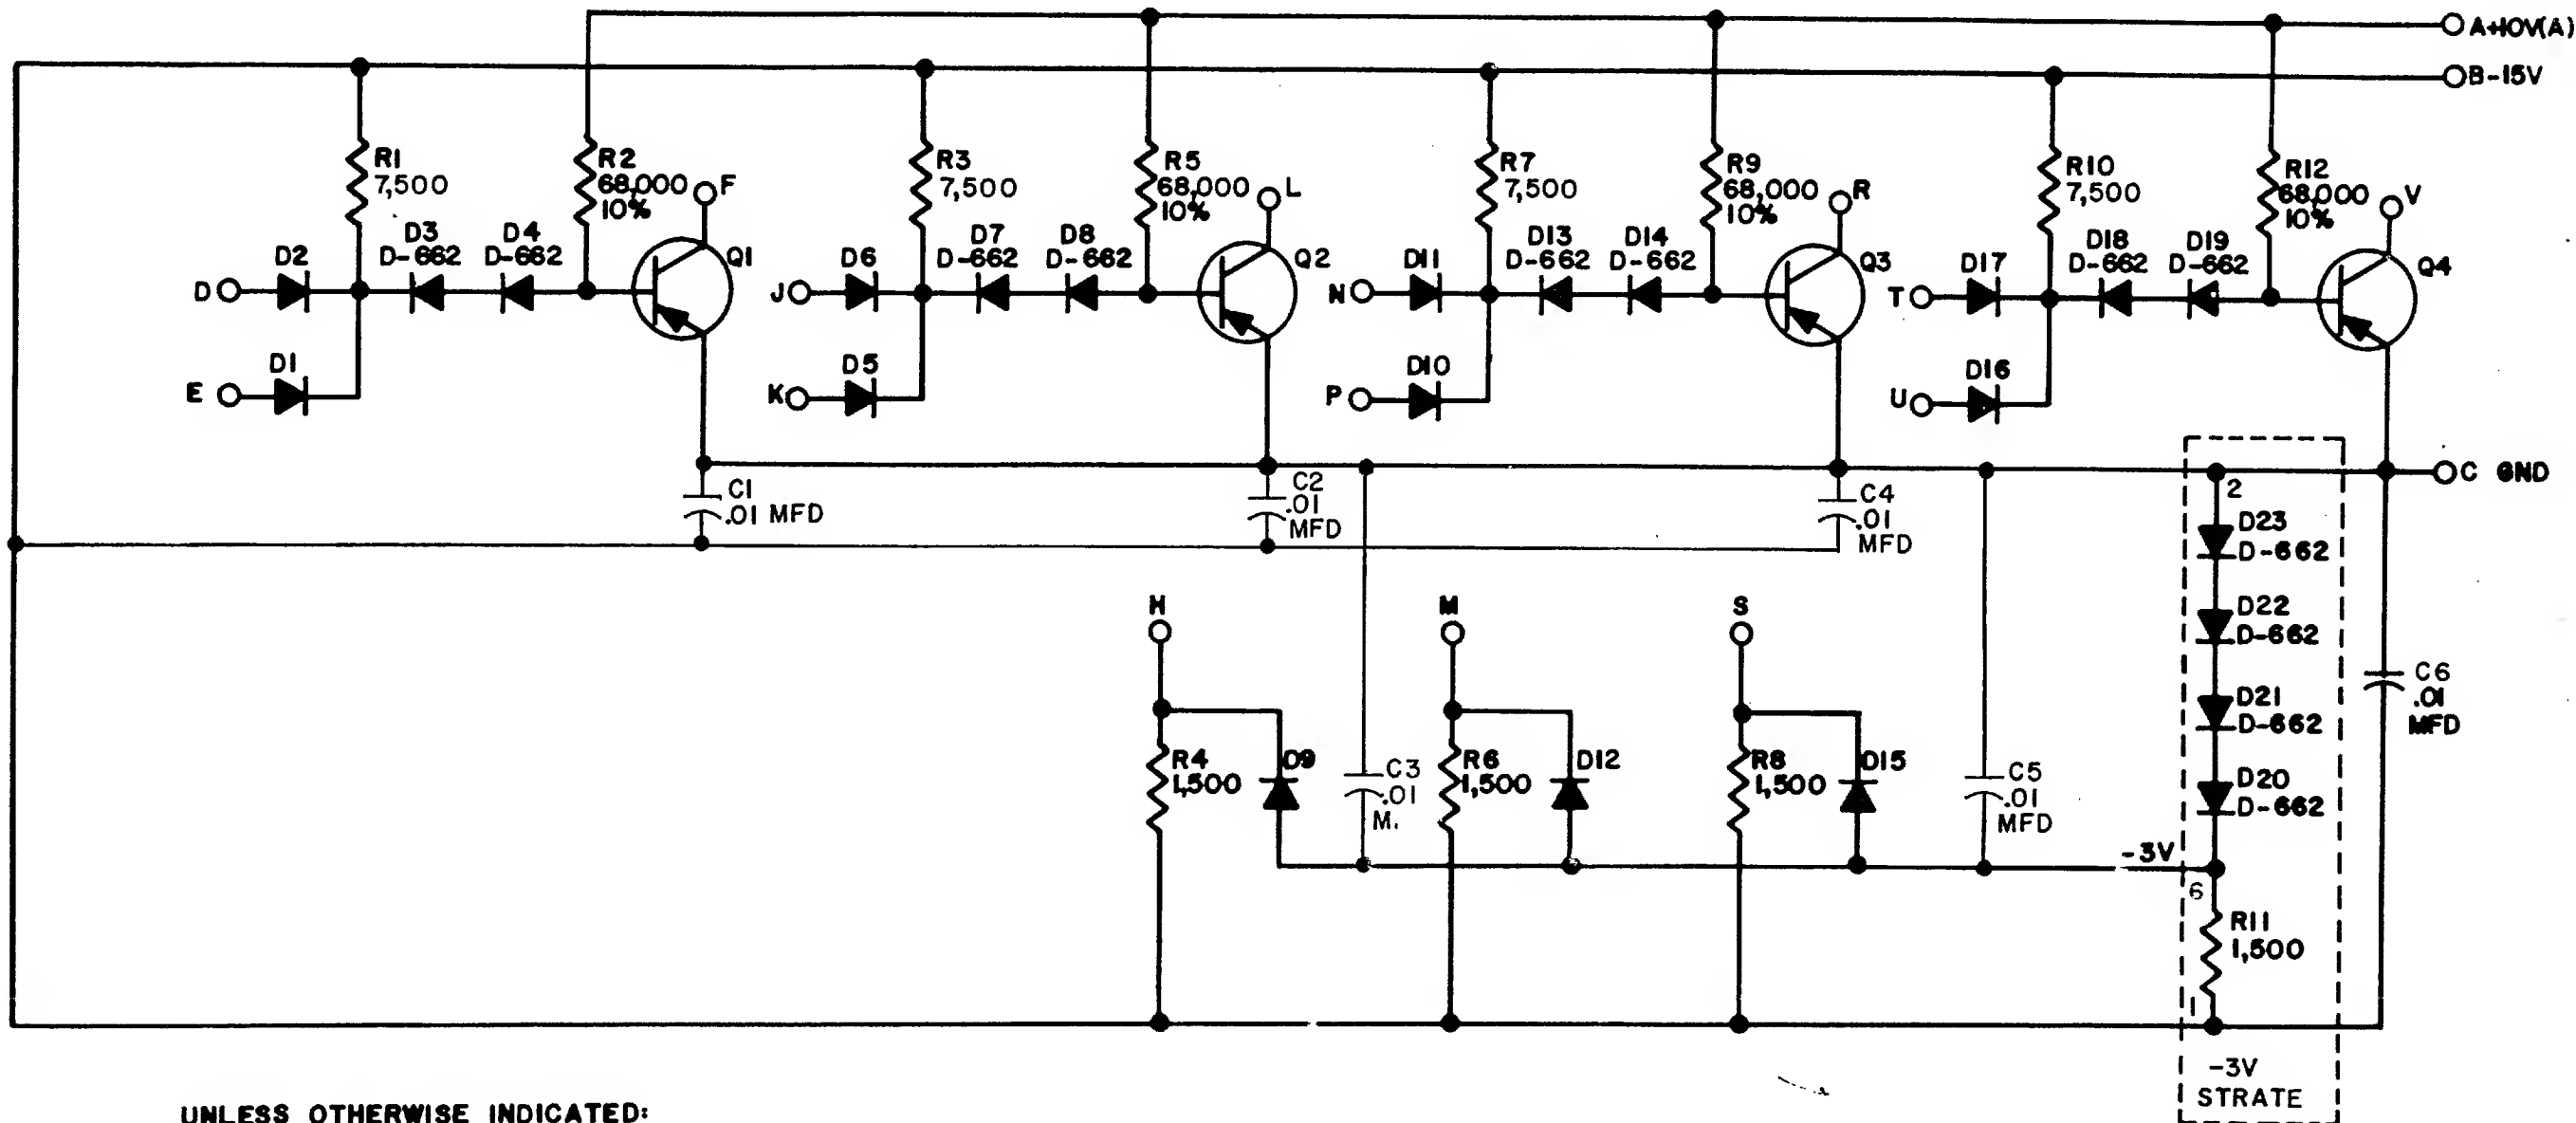 A+10V(A)
B-15V
R1
7,500
R2
68,000
10%
F
R3
7,500
R5
68,000
10%
L
R7
7,500
R9
68,000
10%
R
R10
7,500
R12
68,000
10%
V
D2
D3
D-662
D4
D-662
Q1
D6
D7
D-662
D8
D-662
Q2
D11
D13
D-662
D14
D-662
Q3
D17
D18
D-662
D19
D-662
Q4
D
J
N
T
D1
E
D5
K
D10
P
D16
U
C GND
C1
.01 MFD
C2
.01
MFD
C4
.01
MFD
2
D23
D-662
D22
D-662
D21
D-662
D20
D-662
C6
.01
MFD
H
M
S
R4
1,500
D9
C3
.01
M.
R6
1,500
D12
R8
1,500
D15
C5
.01
MFD
-3V
6
R11
1,500
1
-3V
STRATE
UNLESS OTHERWISE INDICATED: